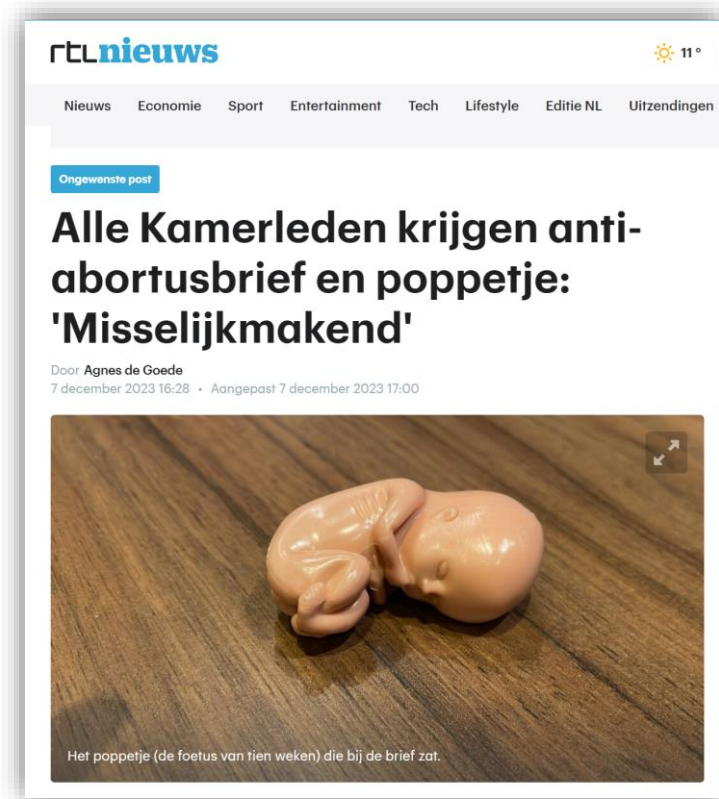 rtlnieuws
11°
Nieuws Economie Sport Entertainment Tech Lifestyle Editie NL Uitzendingen
Ongewenste post
Alle Kamerleden krijgen anti-
abortusbrief en poppetje:
'Misselijkmakend'
Door Agnes de Goede
7 december 2023 16:28 • Aangepast 7 december 2023 17:00
Het poppetje (de foetus van tien weken) die bij de brief zat.